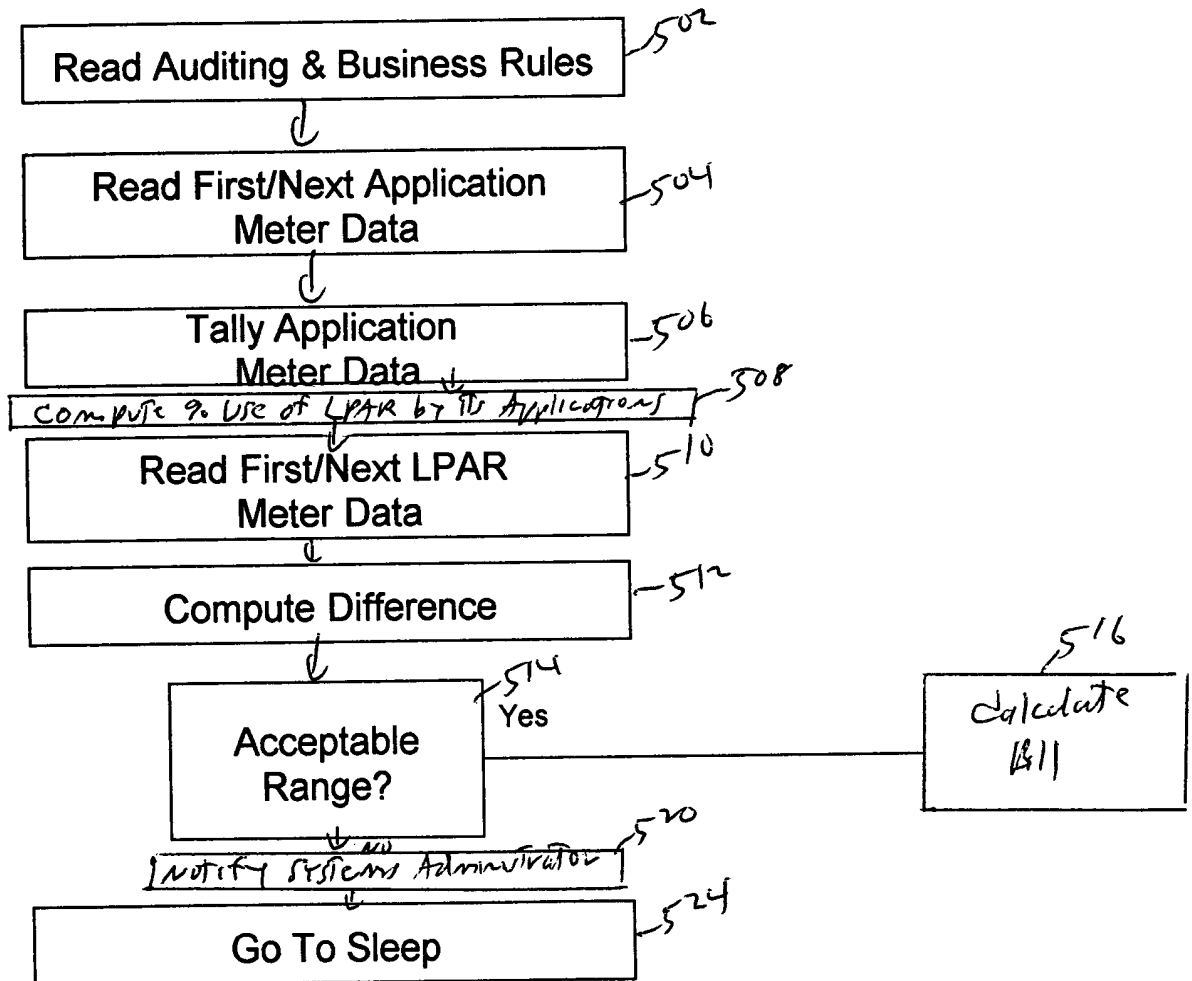 502
Read Auditing & Business Rules
504
Read First/Next Application
Meter Data
506
Tally Application
Meter Data
508
Compute % Use of LPAR by its Applications
510
Read First/Next LPAR
Meter Data
512
Compute Difference
514
Yes
Acceptable
Range?
516
Calculate
Bill
NO
520
Notify Systems Administrator
524
Go To Sleep